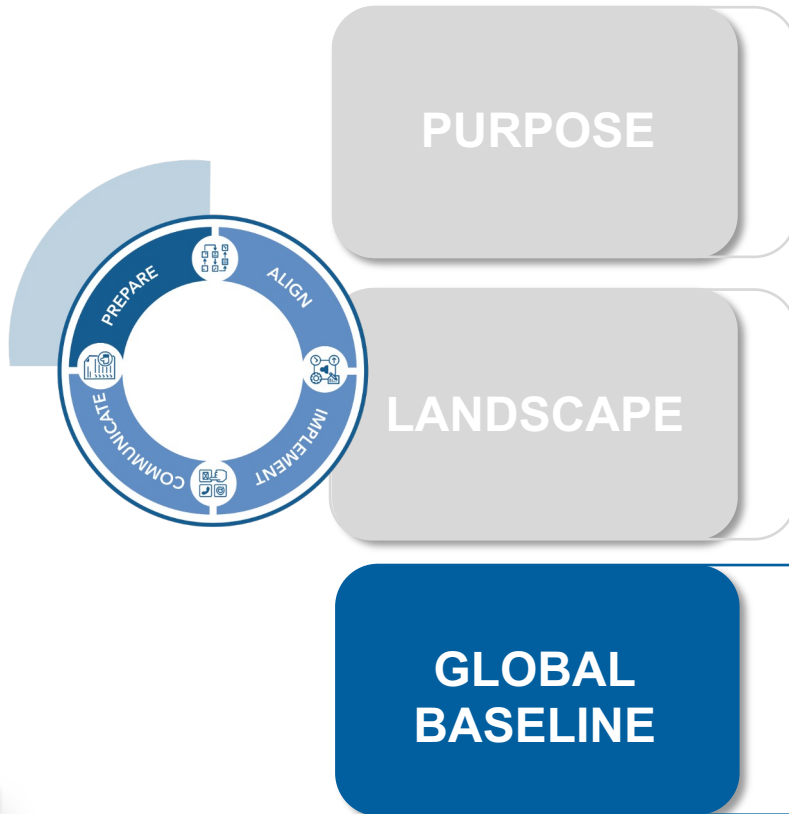 PURPOSE
PREPARE
ALIGN
LANDSCAPE
COMMUNICATE
IMPLEMENT
GLOBAL
BASELINE